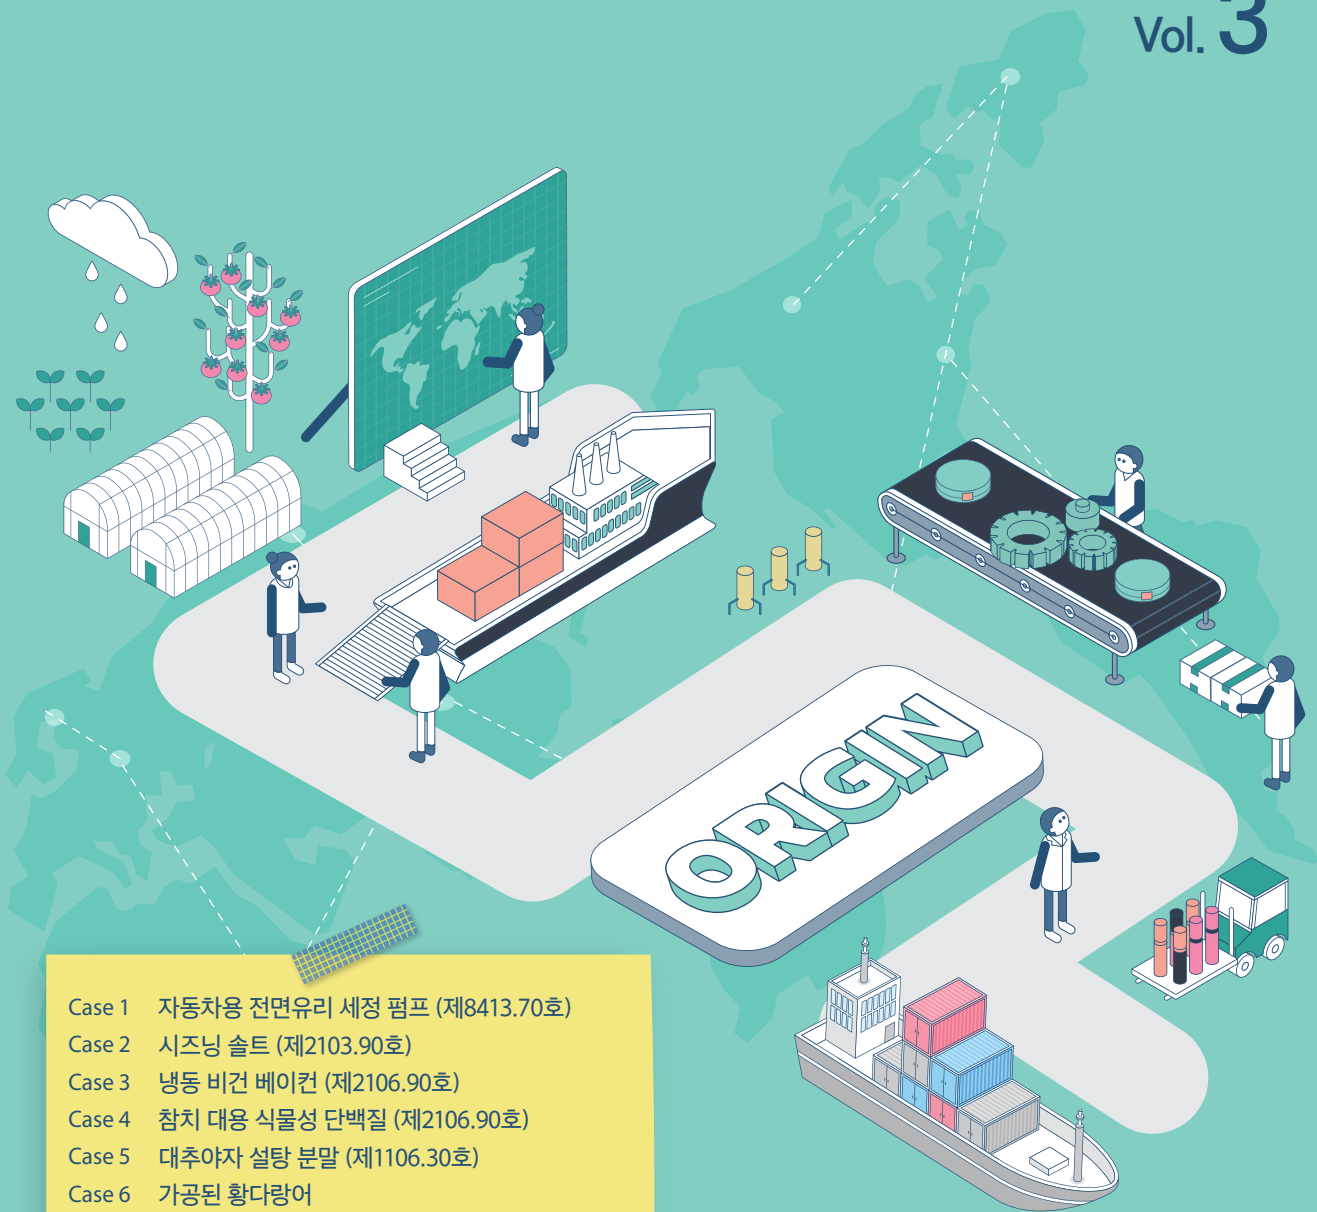 Vol. 3
ORIGIN
Case 1 자동차용 전면유리 세정 펌프 (제8413.70호)
Case 2 시즈닝 솔트 (제2103.90호)
Case 3 냉동 비건 베이컨 (제2106.90호)
Case 4 참치 대용 식물성 단백질 (제2106.90호)
Case 5 대추야자 설탕 분말 (제1106.30호)
Case 6 가공된 황다랑어